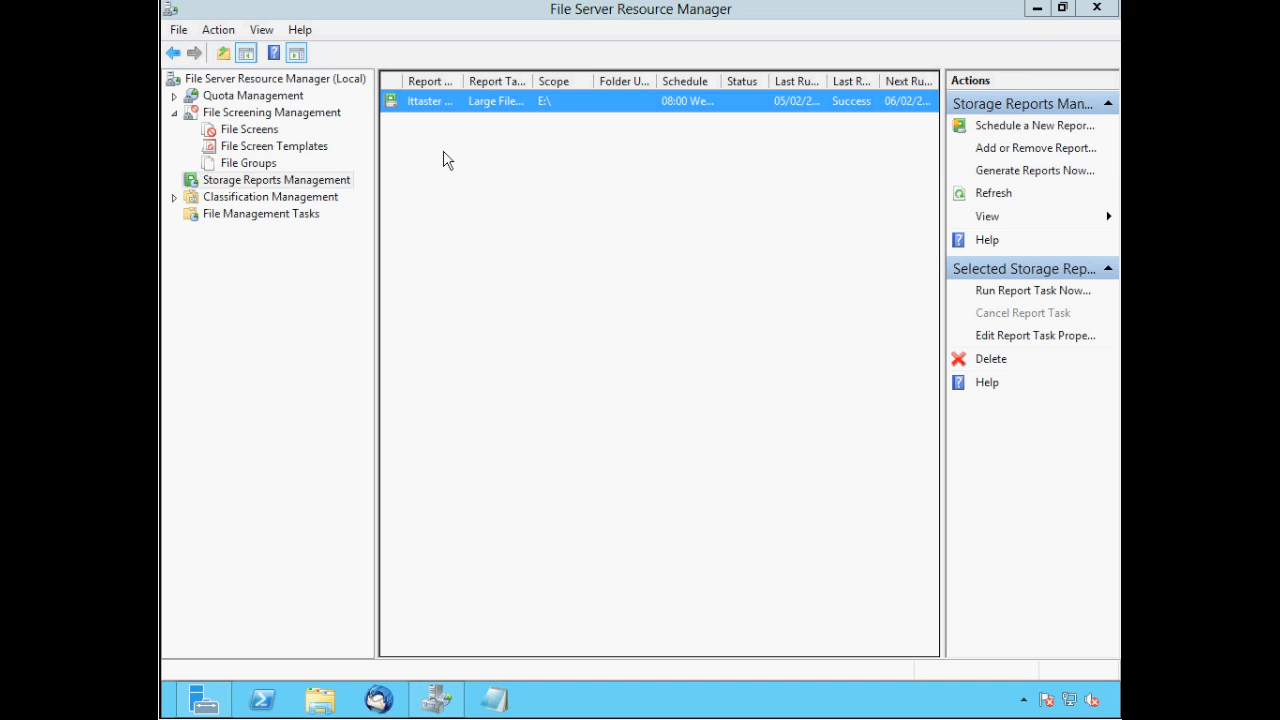 File Server Resource Manager
File Action View Help
File Server Resource Manager (Local)
Quota Management
File Screening Management
File Screens
File Screen Templates
File Groups
Storage Reports Management
Classification Management
File Management Tasks
Report ... Report Ta... Scope Folder U... Schedule Status Last Ru... Last R... Next Ru...
Ittaster ... Large File... E:\ 08:00 We... 05/02/2... Success 06/02/2...
Actions
Storage Reports Man...
Schedule a New Repor...
Add or Remove Report...
Generate Reports Now...
Refresh
View
Help
Selected Storage Rep...
Run Report Task Now...
Cancel Report Task
Edit Report Task Prope...
Delete
Help